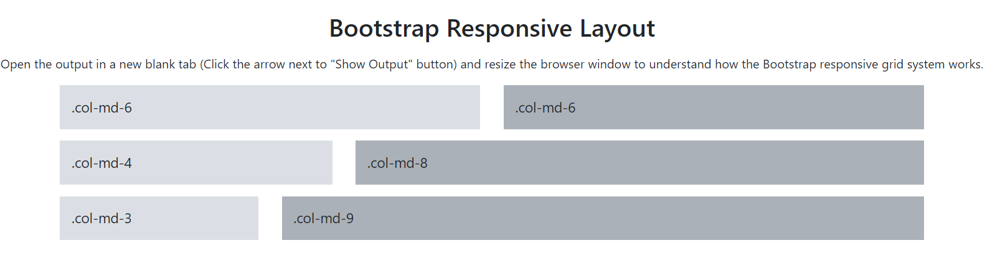 Bootstrap Responsive Layout
Open the output in a new blank tab (Click the arrow next to "Show Output" button) and resize the browser window to understand how the Bootstrap responsive grid system works.
.col-md-6
.col-md-6
.col-md-4
.col-md-8
.col-md-3
.col-md-9